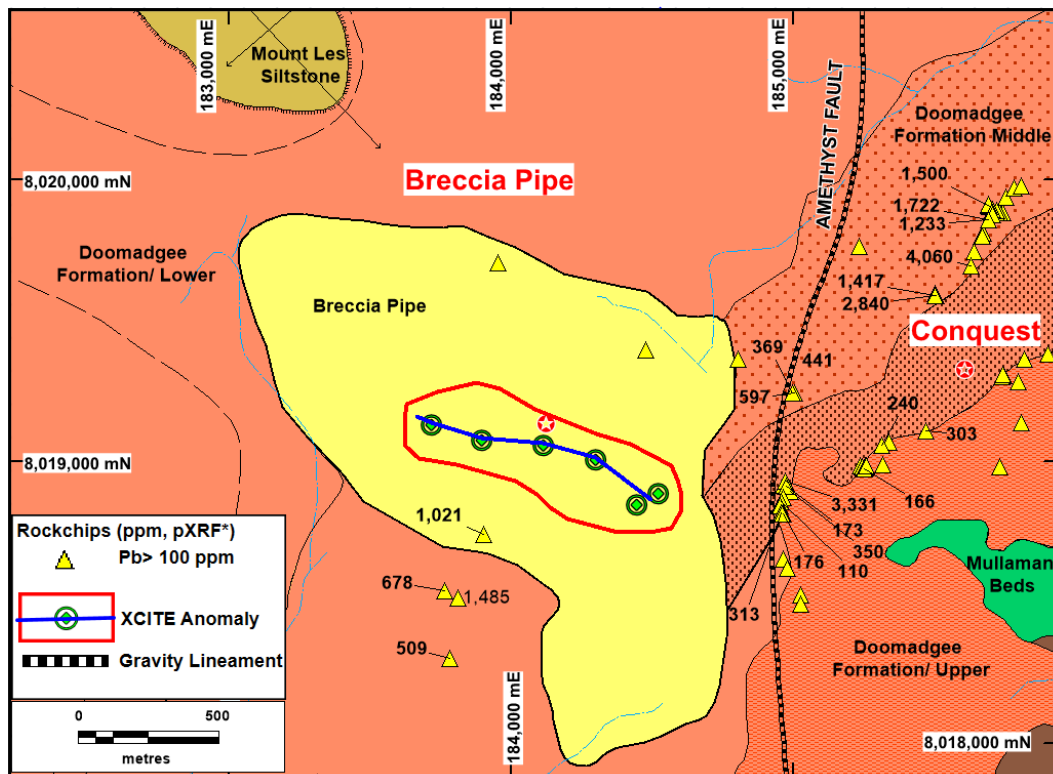 183,000 mE
184,000 mE
185,000 mE
Mount Les
Siltstone
AMETHYST FAULT
Doomadgee
Formation Middle
Breccia Pipe
8,020,000 mN
1,500
1,722
1,233
Doomadgee
Formation/ Lower
4,060
1,417
2,840
Breccia Pipe
Conquest
369
441
597
240
303
8,019,000 mN
166
3,331
173
350
110
176
1,021
Mullaman
Beds
678
1,485
313
509
Doomadgee
Formation/ Upper
184,000 mE
8,018,000 mN
Rockchips (ppm, pXRF*)
Pb> 100 ppm
XCITE Anomaly
Gravity Lineament
0
500
metres